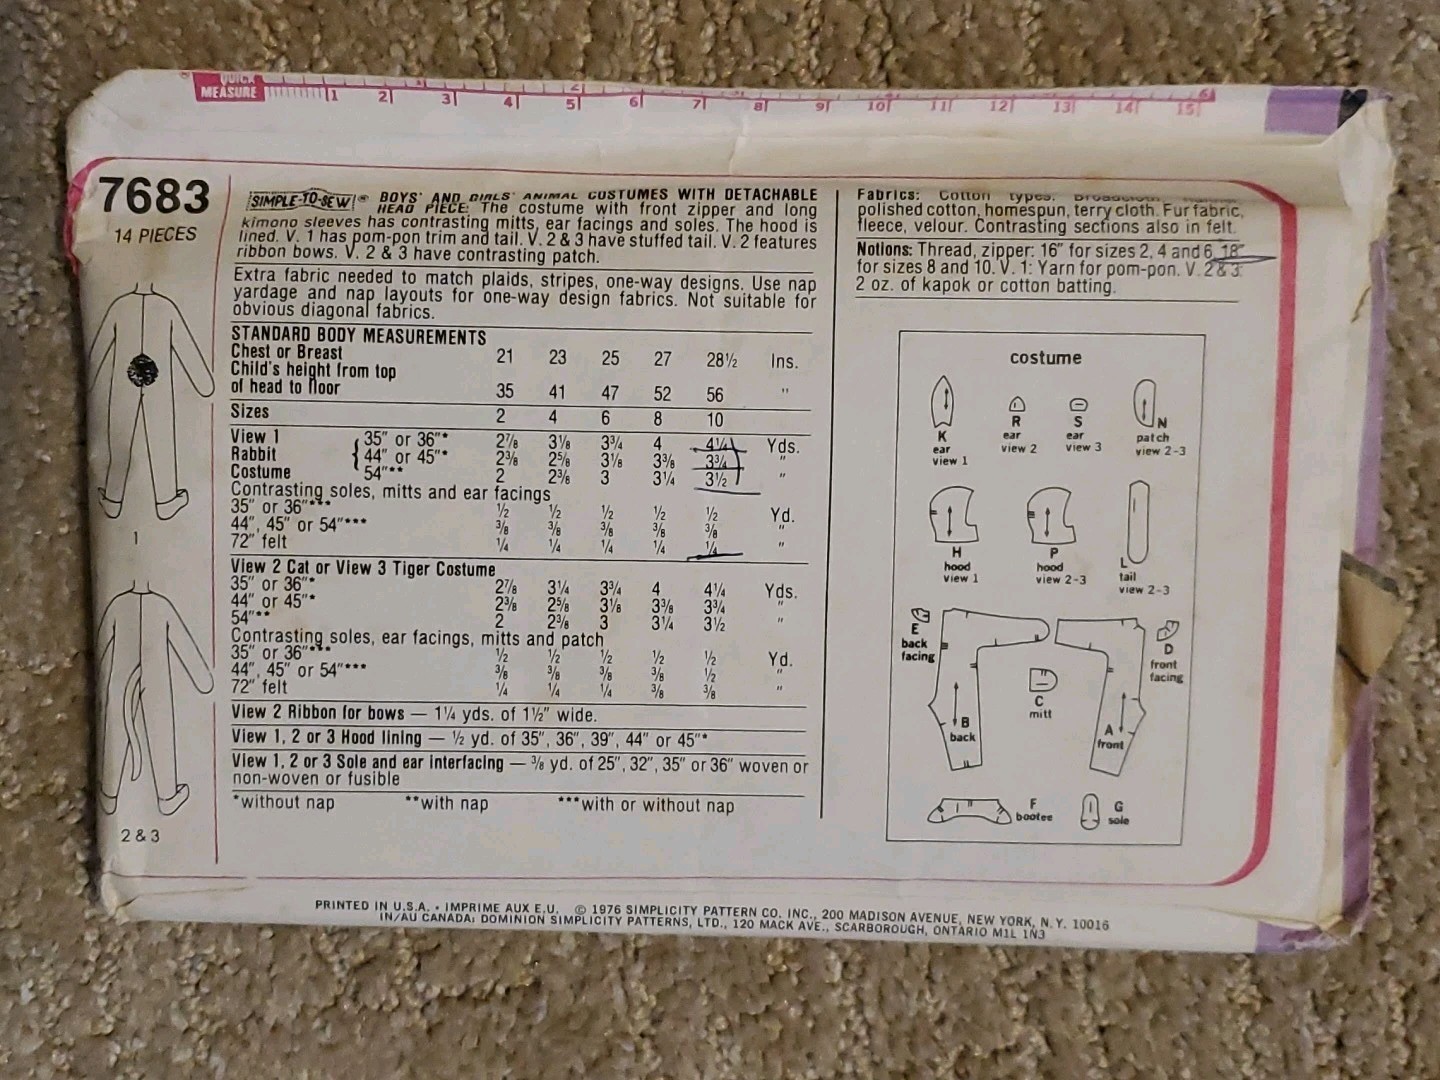 QUICK
MEASURE 1 2 3 4 5 6 7 8 9 10 11 12 13 14 15
7683
14 PIECES
1
2 & 3
SIMPLE-TO-SEW® BOYS' AND GIRLS' ANIMAL COSTUMES WITH DETACHABLE
HEAD PIECE: The costume with front zipper and long
kimono sleeves has contrasting mitts, ear facings and soles. The hood is
lined. V. 1 has pom-pon trim and tail. V. 2 & 3 have stuffed tail. V. 2 features
ribbon bows. V. 2 & 3 have contrasting patch.
Extra fabric needed to match plaids, stripes, one-way designs. Use nap
yardage and nap layouts for one-way design fabrics. Not suitable for
obvious diagonal fabrics.
STANDARD BODY MEASUREMENTS
Chest or Breast 21 23 25 27 28½ Ins.
Child's height from top
of head to floor 35 41 47 52 56 "
Sizes 2 4 6 8 10
View 1 35" or 36"* 2⅞ 3⅛ 3¾ 4 4¼ Yds.
Rabbit 44" or 45"* 2⅜ 2⅝ 3⅛ 3⅜ 3¾ "
Costume 54"** 2 2⅜ 3 3¼ 3½ "
Contrasting soles, mitts and ear facings
35" or 36"*** ½ ½ ½ ½ ½ Yd.
44", 45" or 54"*** ⅜ ⅜ ⅜ ⅜ ⅜ "
72" felt ¼ ¼ ¼ ¼ ¼ "
View 2 Cat or View 3 Tiger Costume
35" or 36"* 2⅞ 3¼ 3¾ 4 4¼ Yds.
44" or 45"* 2⅜ 2⅝ 3⅛ 3⅜ 3¾ "
54"** 2 2⅜ 3 3¼ 3½ "
Contrasting soles, ear facings, mitts and patch
35" or 36"*** ½ ½ ½ ½ ½ Yd.
44", 45" or 54"*** ⅜ ⅜ ⅜ ⅜ ½ "
72" felt ¼ ¼ ¼ ⅜ ⅜ "
View 2 Ribbon for bows — 1¼ yds. of 1½" wide.
View 1, 2 or 3 Hood lining — ½ yd. of 35", 36", 39", 44" or 45"*
View 1, 2 or 3 Sole and ear interfacing — ⅜ yd. of 25", 32", 35" or 36" woven or
non-woven or fusible
*without nap **with nap ***with or without nap
Fabrics: Cotton types: Broadcloth,
polished cotton, homespun, terry cloth. Fur fabric,
fleece, velour. Contrasting sections also in felt.
Notions: Thread, zipper: 16" for sizes 2, 4 and 6, 18"
for sizes 8 and 10. V. 1: Yarn for pom-pon. V. 2 & 3:
2 oz. of kapok or cotton batting.
costume
K
ear
view 1
R
ear
view 2
S
ear
view 3
N
patch
view 2-3
H
hood
view 1
P
hood
view 2-3
L
tail
view 2-3
E
back
facing
D
front
facing
C
mitt
B
back
A
front
F
bootee
G
sole
PRINTED IN U.S.A. • IMPRIME AUX E.U. © 1976 SIMPLICITY PATTERN CO. INC., 200 MADISON AVENUE, NEW YORK, N.Y. 10016
IN/AU CANADA: DOMINION SIMPLICITY PATTERNS, LTD., 120 MACK AVE., SCARBOROUGH, ONTARIO M1L 1N3